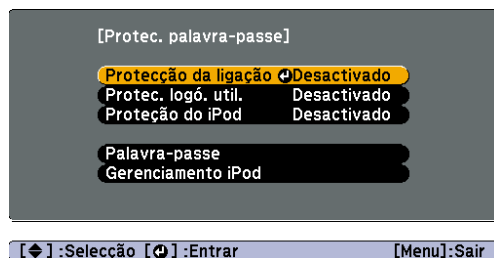 [Protec. palavra-passe]
Protecção da ligação Desactivado
Protec. logó. util. Desactivado
Proteção do iPod Desactivado
Palavra-passe
Gerenciamento iPod
[◆] :Selecção [⏎] :Entrar [Menu]:Sair